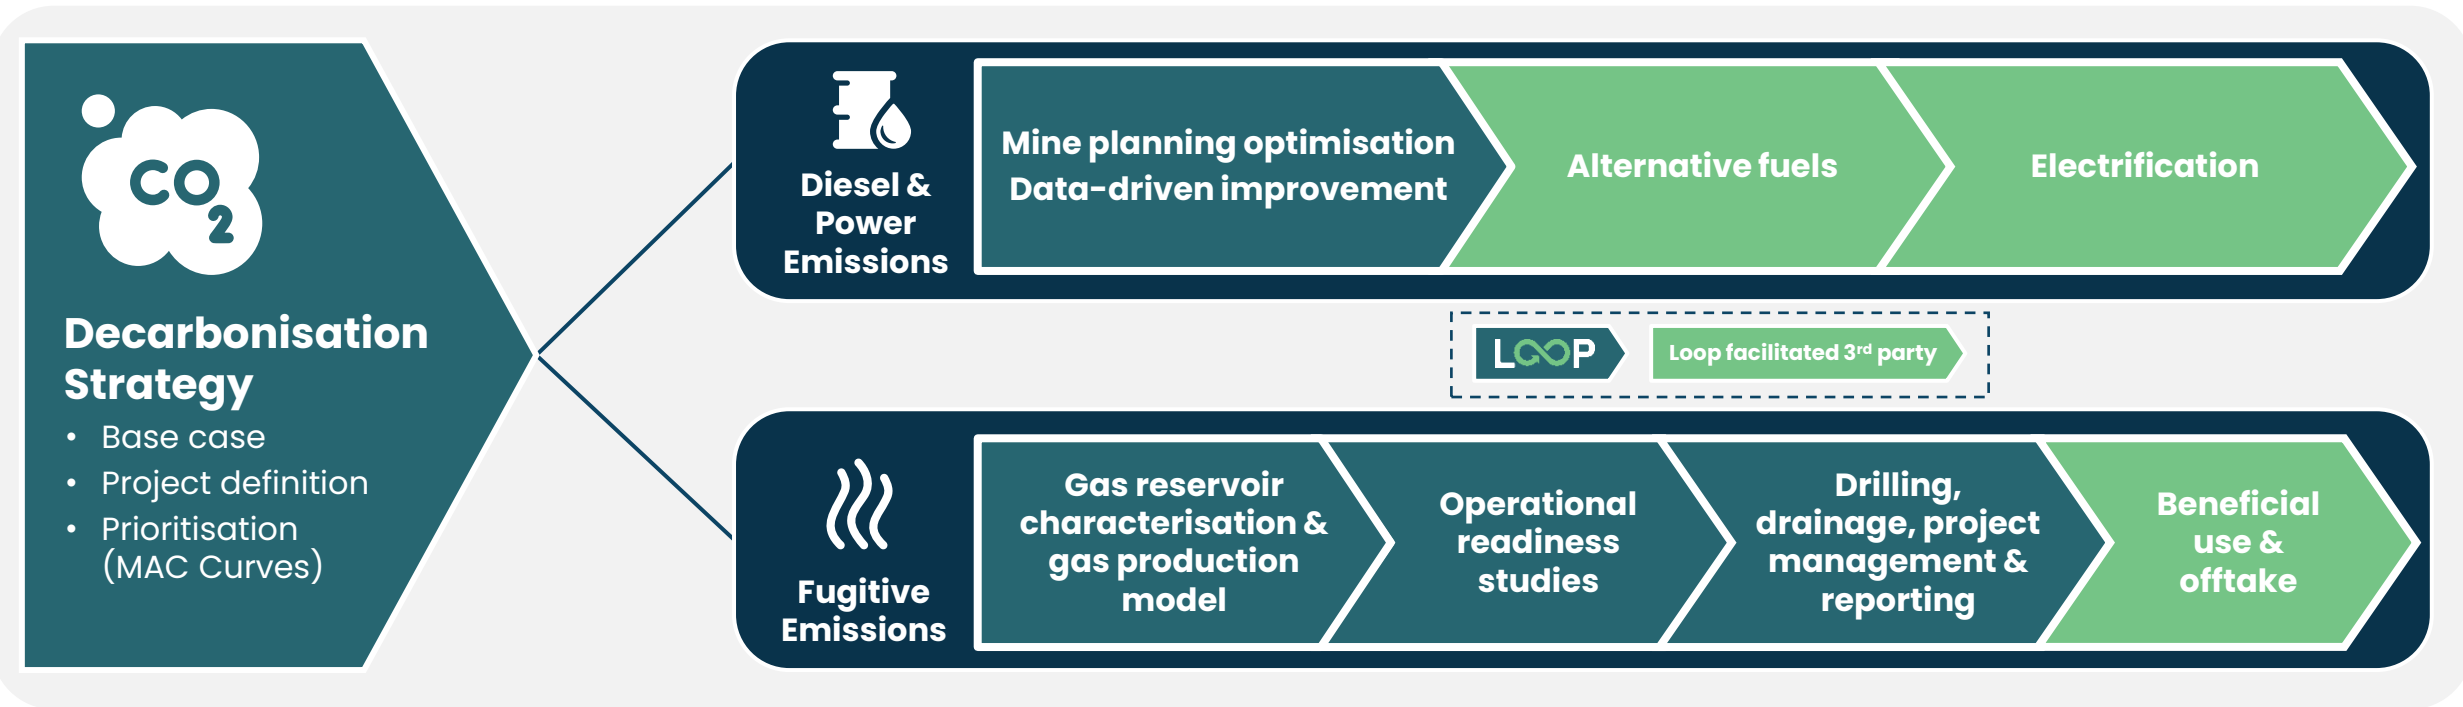 CO2
Decarbonisation
Strategy
• Base case
• Project definition
• Prioritisation
(MAC Curves)
Diesel &
Power
Emissions
Mine planning optimisation
Data-driven improvement
Alternative fuels
Electrification
LOOP
Loop facilitated 3rd party
Fugitive
Emissions
Gas reservoir
characterisation &
gas production
model
Operational
readiness
studies
Drilling,
drainage, project
management &
reporting
Beneficial
use &
offtake